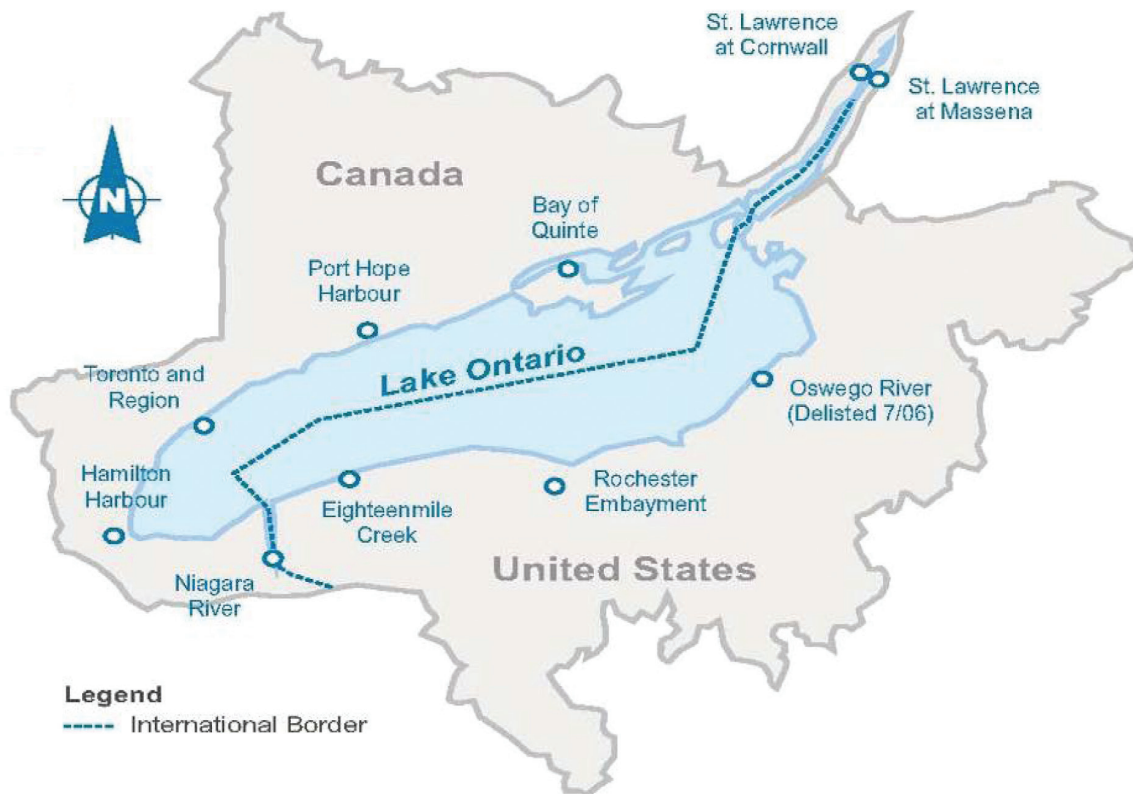 St. Lawrence
at Cornwall
St. Lawrence
at Massena
Canada
N
Bay of
Quinte
Port Hope
Harbour
Lake Ontario
Toronto and
Region
Oswego River
(Delisted 7/06)
Hamilton
Harbour
Eighteenmile
Creek
Rochester
Embayment
United States
Niagara
River
Legend
International Border